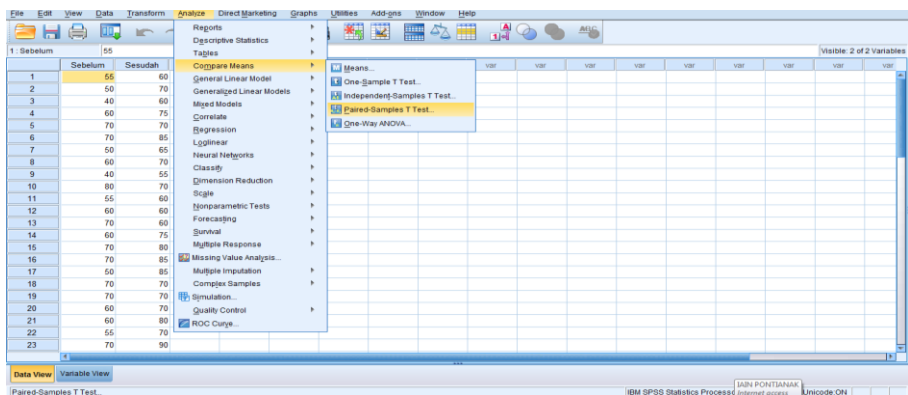 File Edit View Data Transform Analyze Direct Marketing Graphs Utilities Add-ons Window Help
1 : Sebelum 55 Visible: 2 of 2 Variables
Sebelum Sesudah var var var var var var var var
Reports
Descriptive Statistics
Tables
Compare Means
General Linear Model
Generalized Linear Models
Mixed Models
Correlate
Regression
Loglinear
Neural Networks
Classify
Dimension Reduction
Scale
Nonparametric Tests
Forecasting
Survival
Multiple Response
Missing Value Analysis...
Multiple Imputation
Complex Samples
Simulation...
Quality Control
ROC Curve...
Means...
One-Sample T Test...
Independent-Samples T Test...
Paired-Samples T Test...
One-Way ANOVA...
1 55 60
2 50 70
3 40 60
4 60 75
5 70 70
6 70 85
7 50 65
8 60 70
9 40 55
10 80 70
11 55 60
12 60 60
13 70 60
14 60 75
15 70 80
16 70 85
17 50 85
18 70 70
19 70 70
20 60 70
21 60 80
22 55 70
23 70 90
Data View Variable View
Paired-Samples T Test... IBM SPSS Statistics Unicode:ON
IAIN PONTIANAK
Internet access